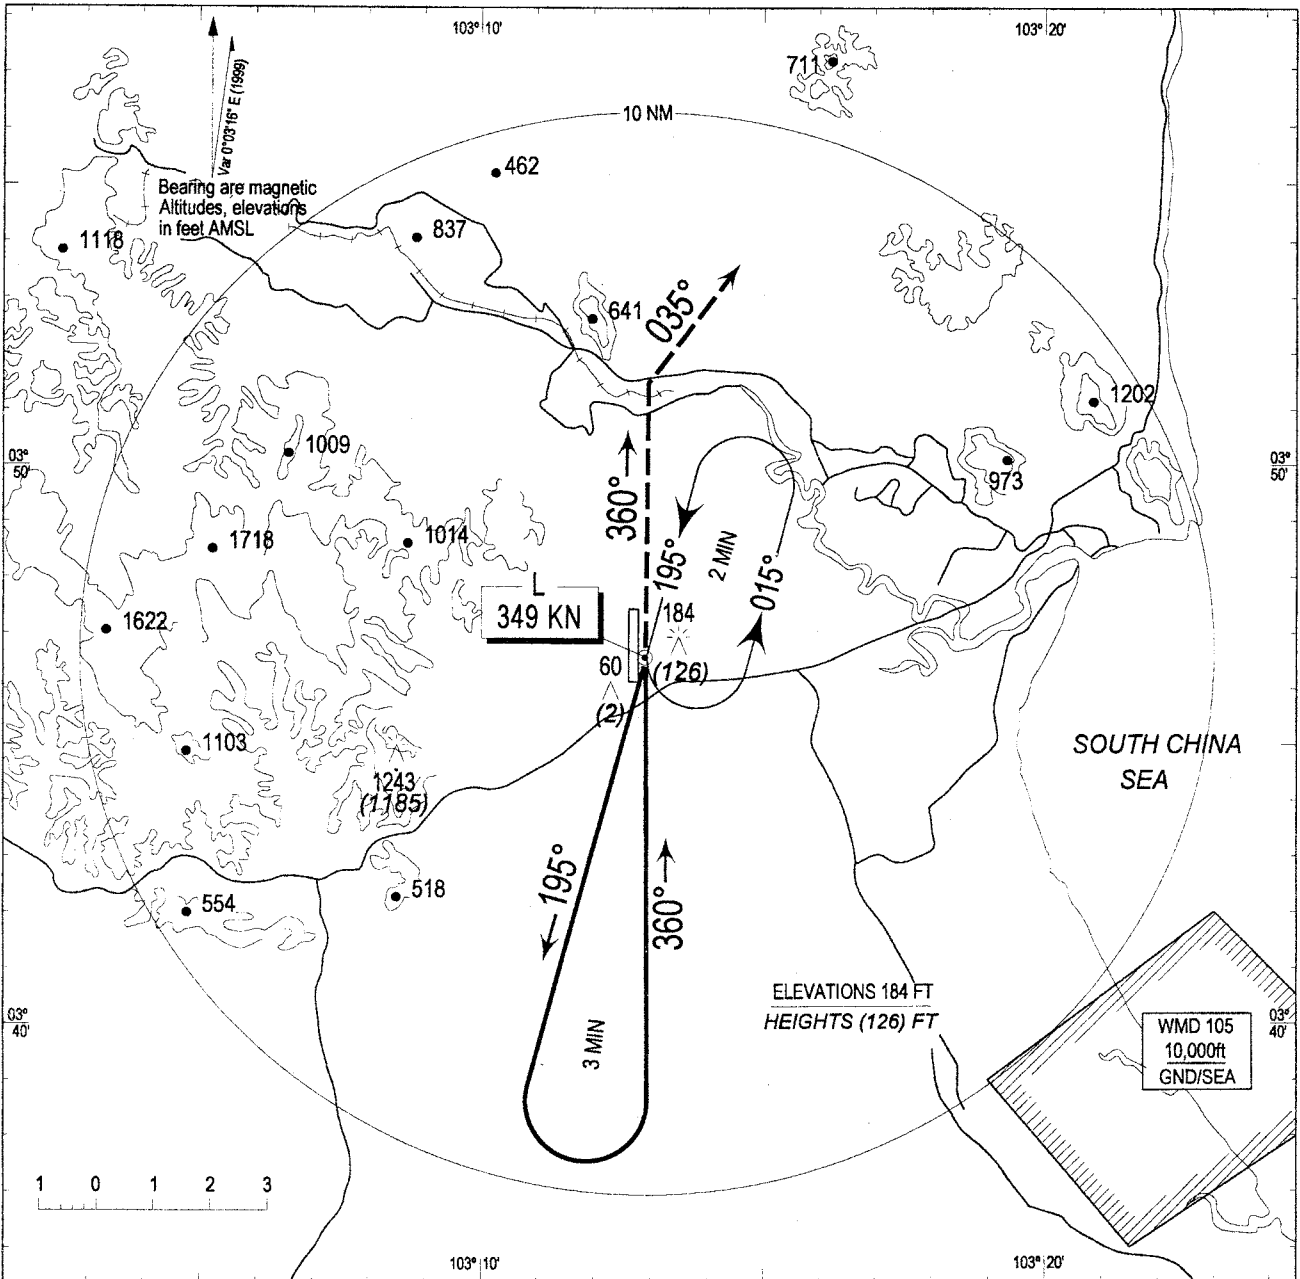 103° 10'
103° 20'
711
10 NM
Var 0°03'16" E (1999)
462
Bearing are magnetic
Altitudes, elevations
in feet AMSL
1118
837
641
035°
1202
1009
03°
50'
03°
50'
973
360°
1718
1014
195°
2 MIN
015°
L
349 KN
184
(126)
1622
60
(2)
1103
1243
(1185)
SOUTH CHINA
SEA
518
554
195°
360°
ELEVATIONS 184 FT
HEIGHTS (126) FT
03°
40'
03°
40'
WMD 105
10,000ft
GND/SEA
3 MIN
1 0 1 2 3
103° 10'
103° 20'